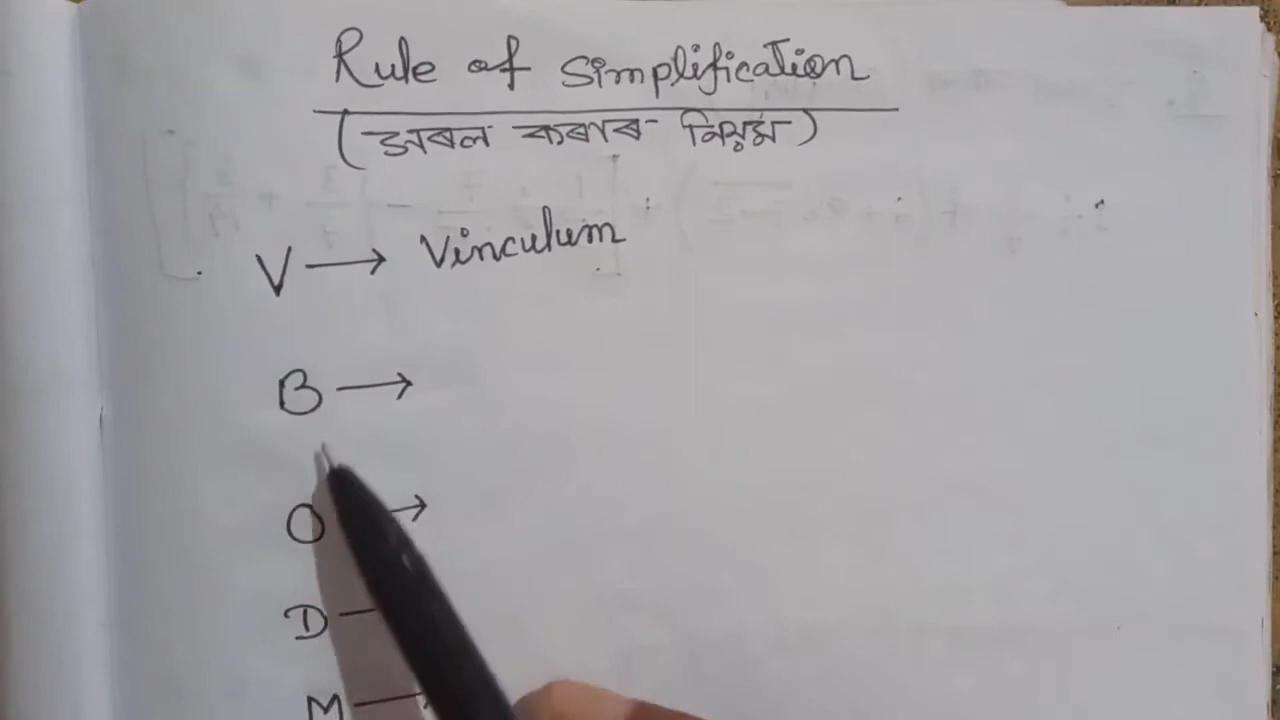 Rule of Simplification
(সৰল কৰাৰ নিয়ম)
V → Vinculum
B →
O →
D —
M →